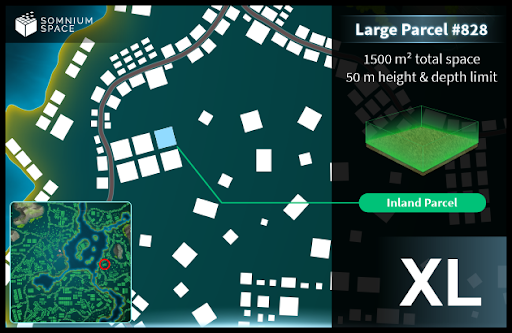 SOMNIUM
SPACE
Large Parcel #828
1500 m² total space
50 m height & depth limit
Inland Parcel
XL